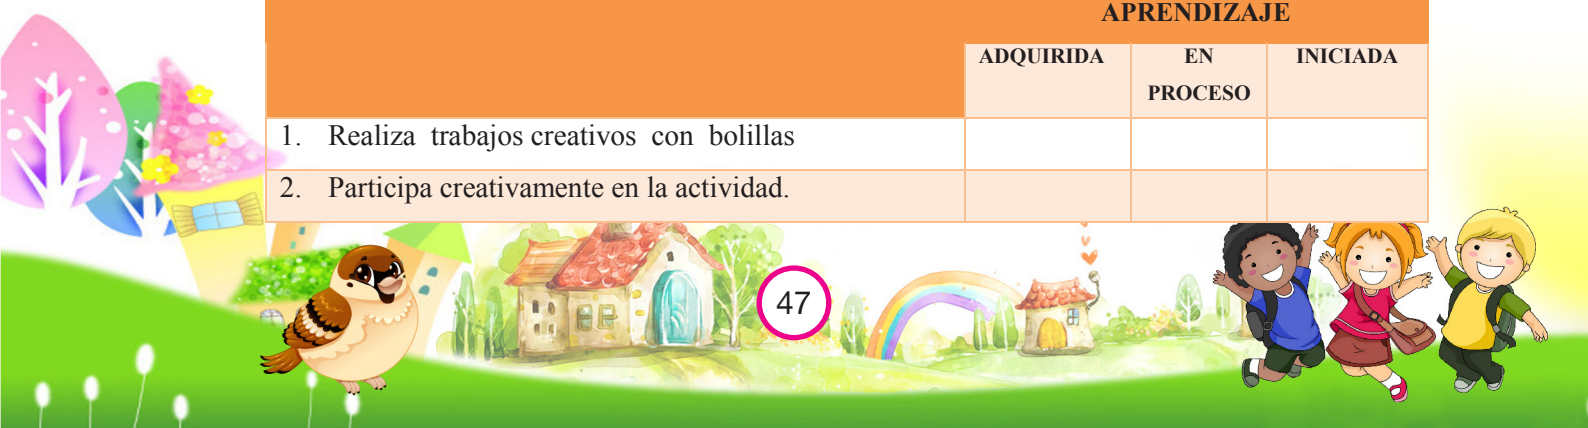 APRENDIZAJE
ADQUIRIDA EN PROCESO INICIADA
1. Realiza trabajos creativos con bolillas
2. Participa creativamente en la actividad.
47